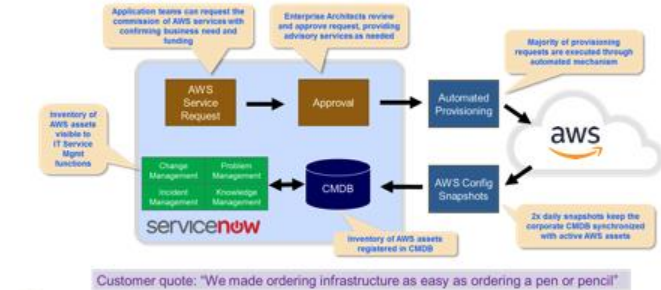 Application teams can request the
commission of AWS services with
confirming business need and
funding
Enterprise Architects review
and approve request, providing
advisory services as needed
Majority of provisioning
requests are executed through
automated mechanism
AWS
Service
Request
Approval
Automated
Provisioning
aws
Inventory of
AWS assets
visible to
IT Service
Mgmt
functions
Change
Management
Problem
Management
Incident
Management
Knowledge
Management
CMDB
AWS Config
Snapshots
servicenow
Inventory of AWS assets
registered in CMDB
2x daily snapshots keep the
corporate CMDB synchronized
with active AWS assets
Customer quote: "We made ordering infrastructure as easy as ordering a pen or pencil"